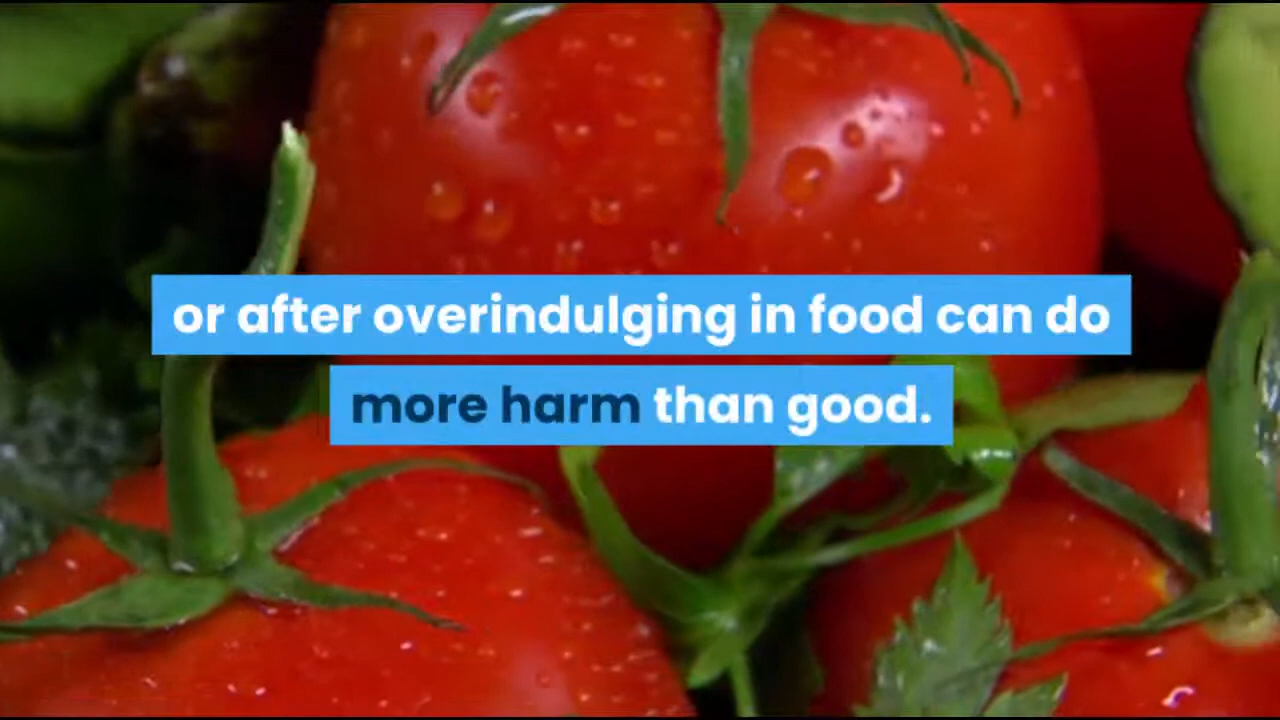 or after overindulging in food can do
more harm than good.